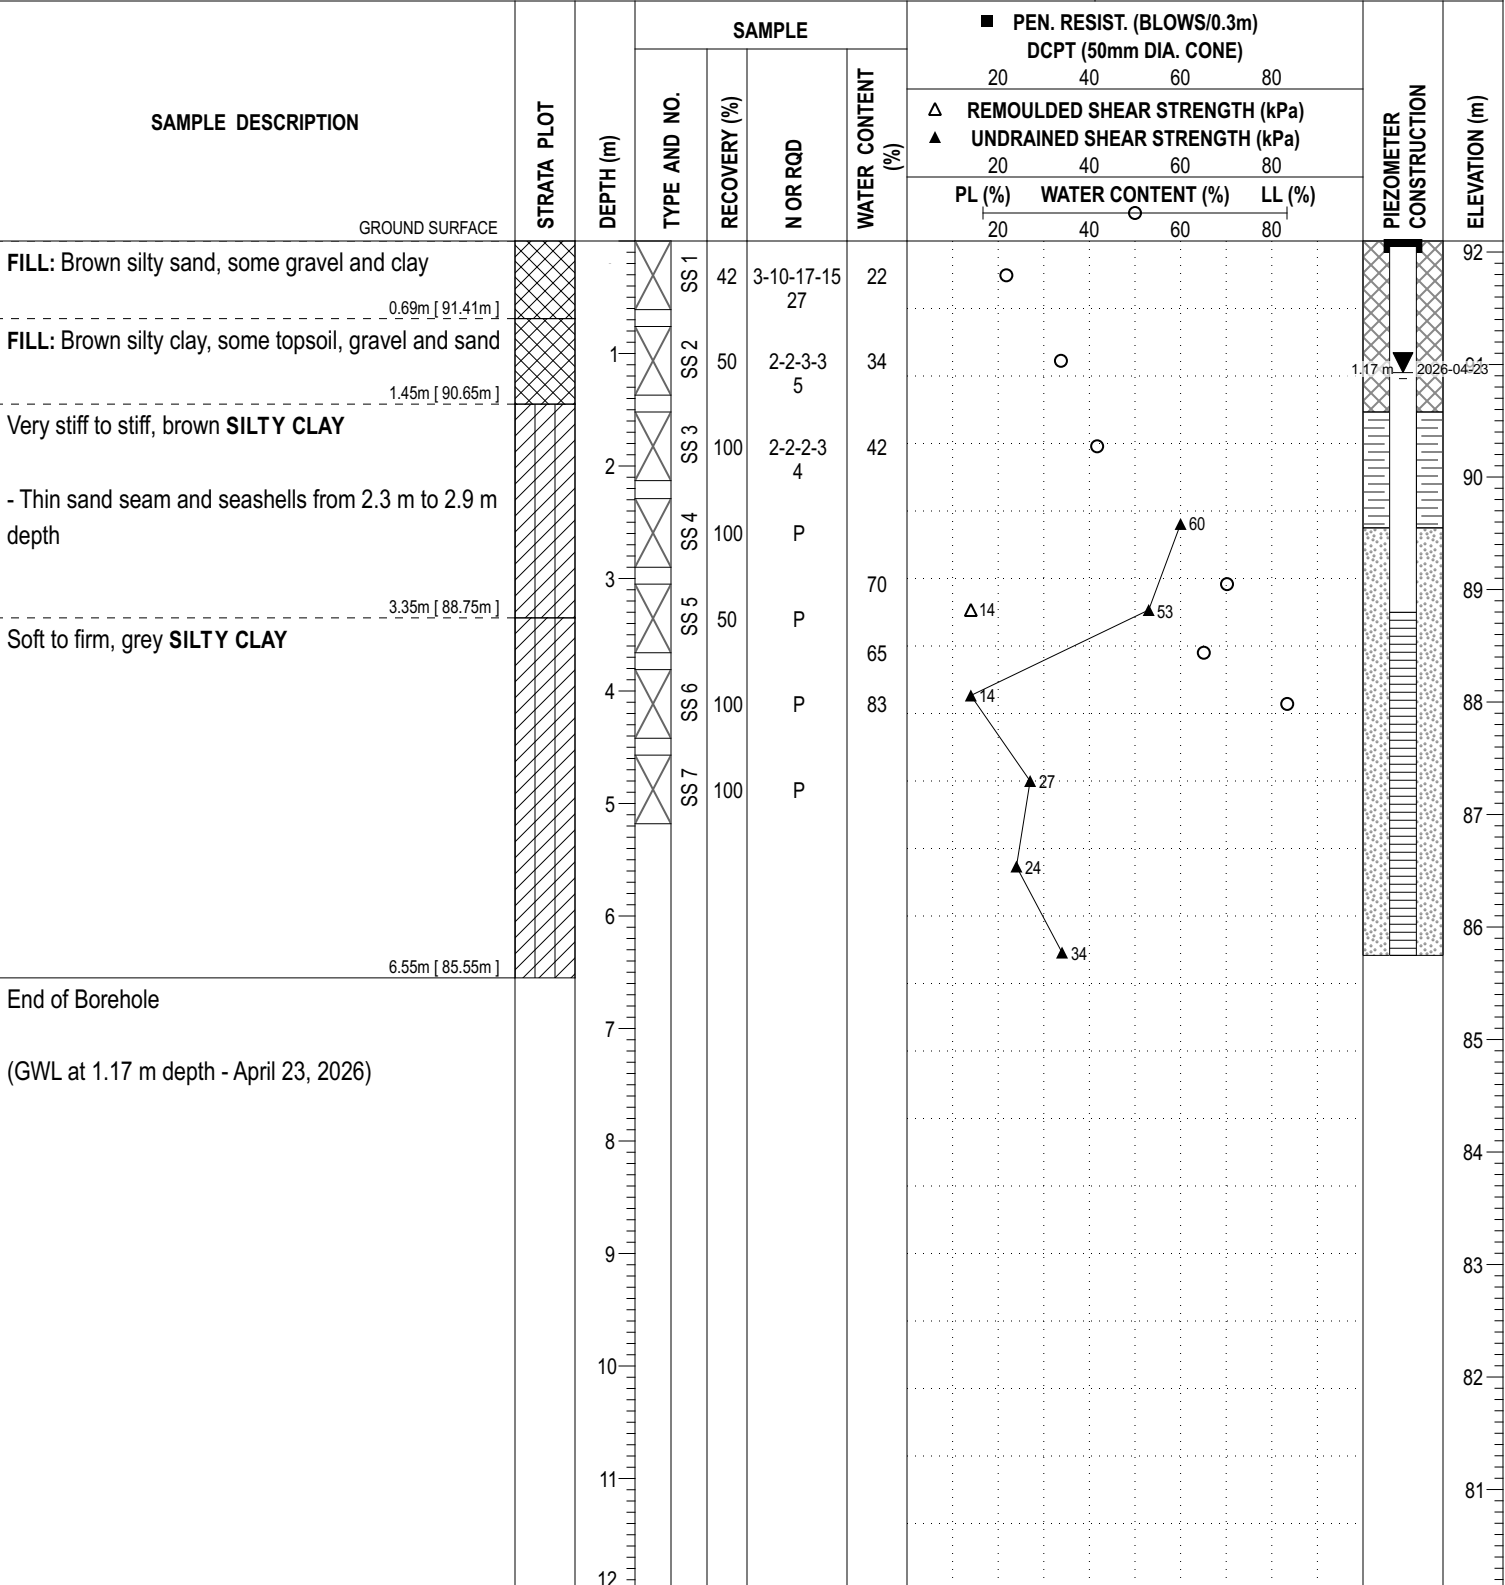 SAMPLE DESCRIPTION
GROUND SURFACE
STRATA PLOT
DEPTH (m)
SAMPLE
TYPE AND NO.
RECOVERY (%)
N OR RQD
WATER CONTENT
(%)
■ PEN. RESIST. (BLOWS/0.3m)
DCPT (50mm DIA. CONE)
20 40 60 80
△ REMOULDED SHEAR STRENGTH (kPa)
▲ UNDRAINED SHEAR STRENGTH (kPa)
20 40 60 80
PL (%) WATER CONTENT (%) LL (%)
20 40 60 80
PIEZOMETER
CONSTRUCTION
ELEVATION (m)
FILL: Brown silty sand, some gravel and clay
0.69m [ 91.41m ]
FILL: Brown silty clay, some topsoil, gravel and sand
1.45m [ 90.65m ]
Very stiff to stiff, brown SILTY CLAY
- Thin sand seam and seashells from 2.3 m to 2.9 m
depth
3.35m [ 88.75m ]
Soft to firm, grey SILTY CLAY
6.55m [ 85.55m ]
End of Borehole
(GWL at 1.17 m depth - April 23, 2026)
1
2
3
4
5
6
7
8
9
10
11
12
SS 1 42 3-10-17-15 22
27
SS 2 50 2-2-3-3 34
5
SS 3 100 2-2-2-3 42
4
SS 4 100 P
70
SS 5 50 P
65
SS 6 100 P 83
SS 7 100 P
60
14 53
14
27
24
34
1.17 m 2026-04-23
92
91
90
89
88
87
86
85
84
83
82
81